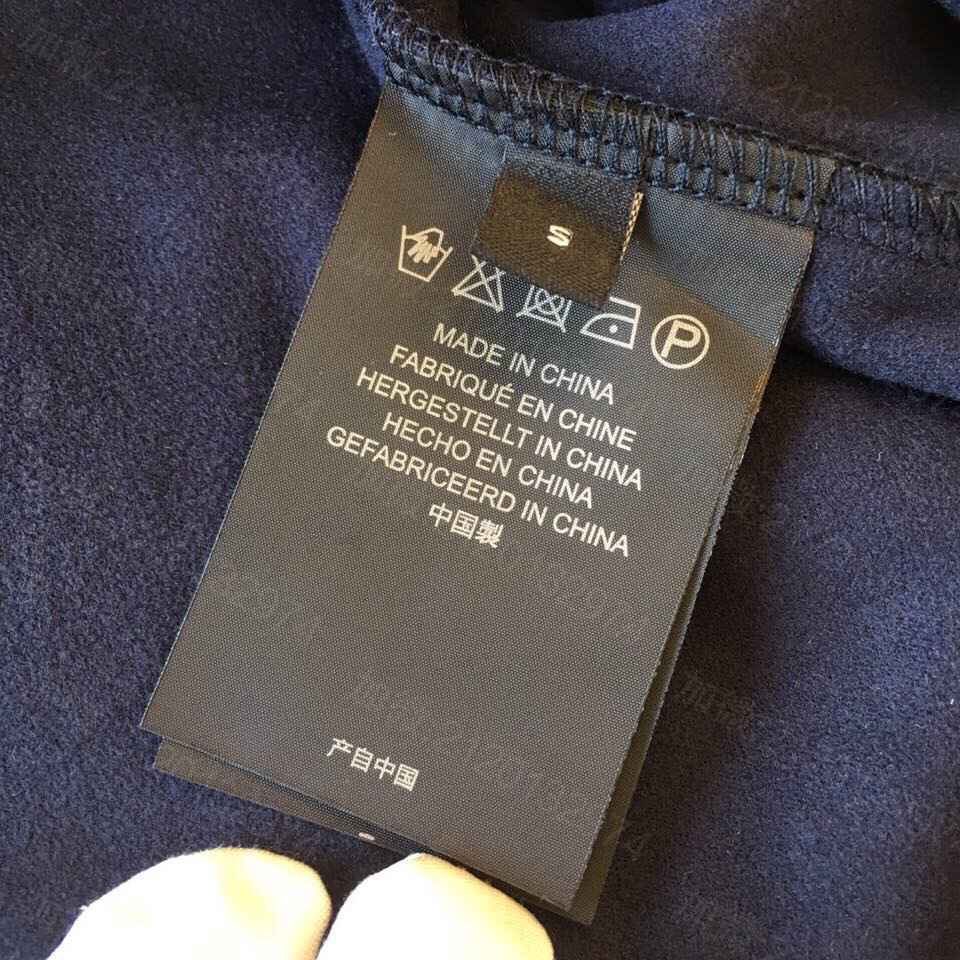 S
P
MADE IN CHINA
FABRIQUÉ EN CHINE
HERGESTELLT IN CHINA
HECHO EN CHINA
GEFABRICEERD IN CHINA
中国製
产自中国